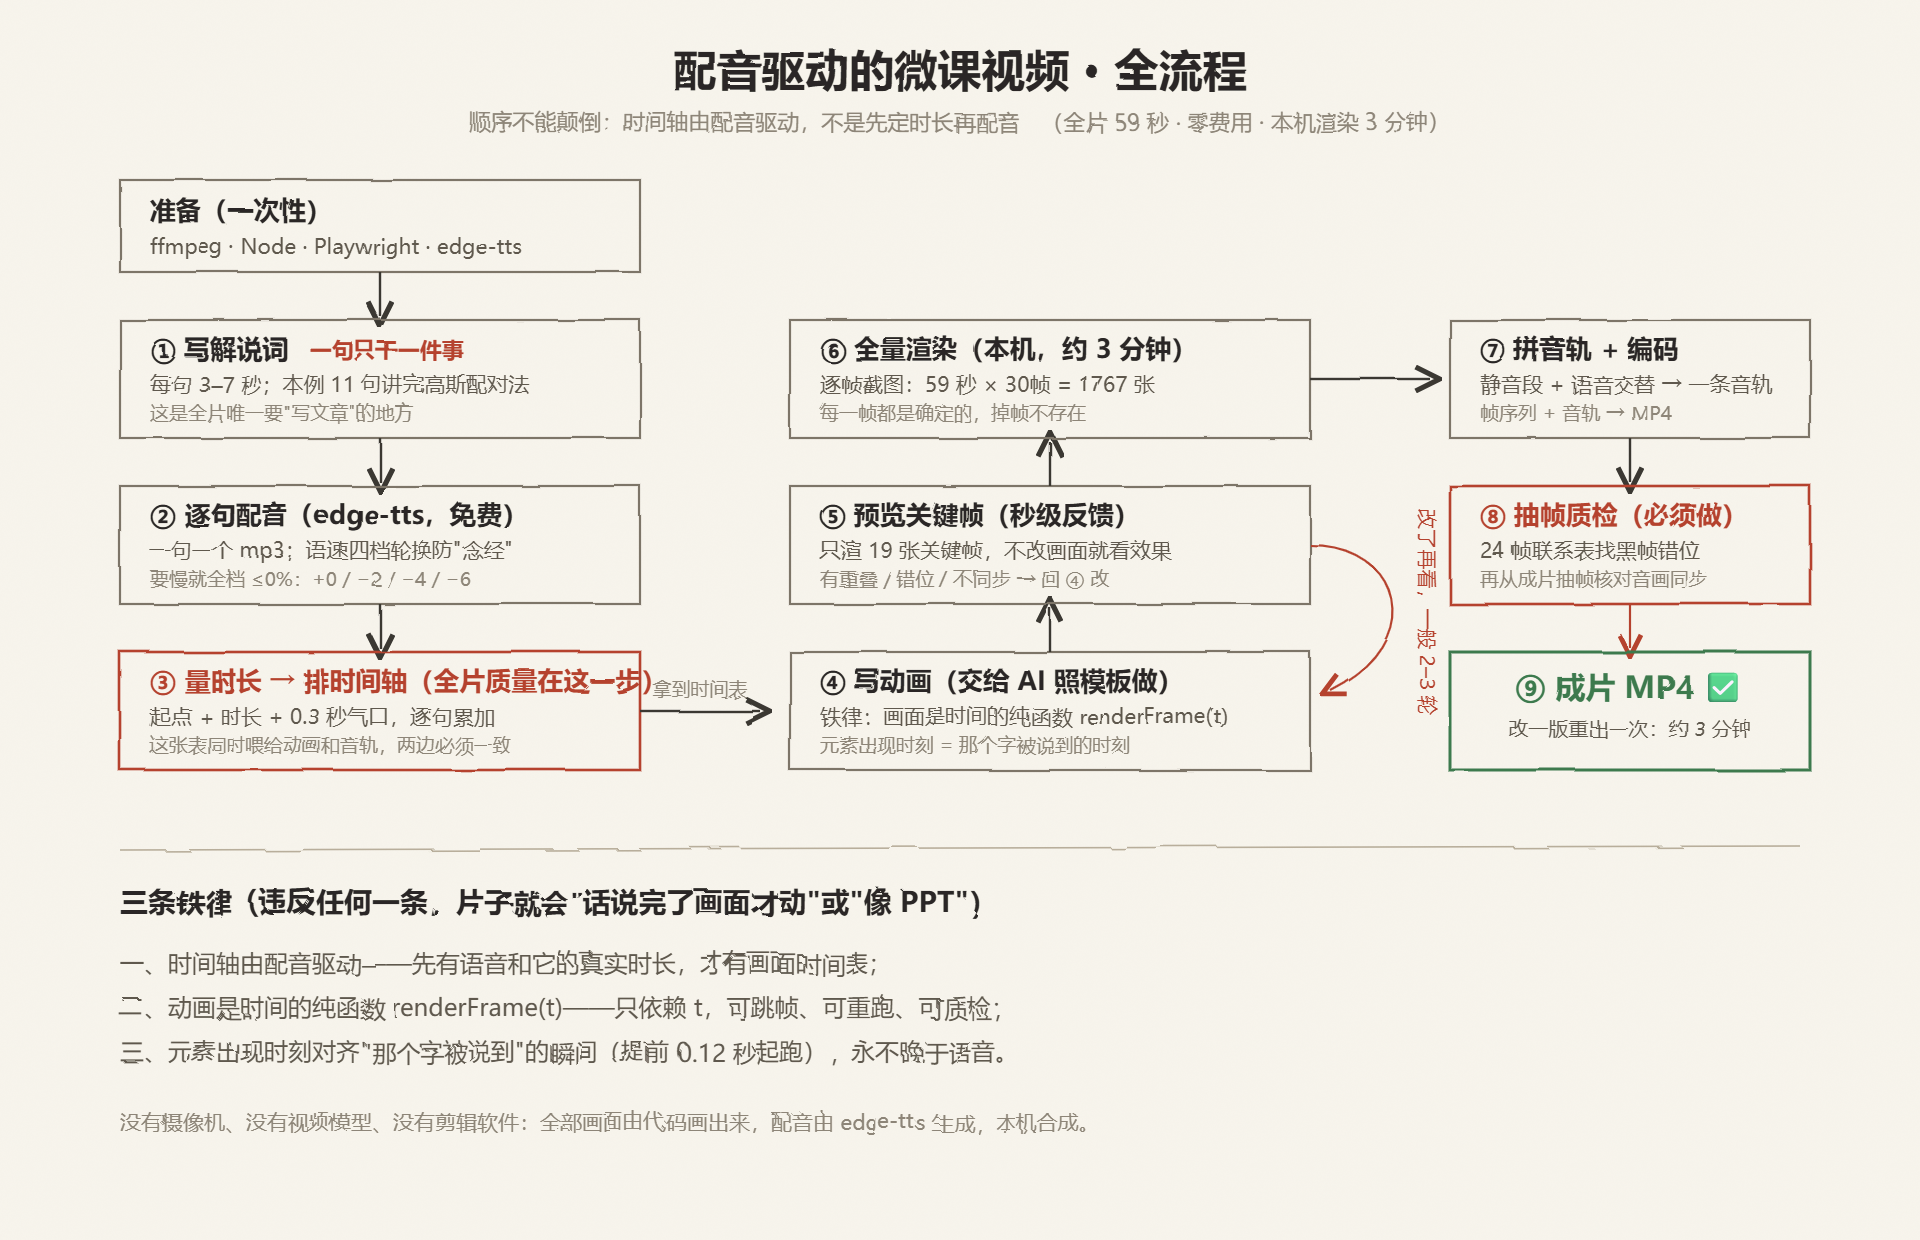 配音驱动的微课视频 · 全流程
顺序不能颠倒：时间轴由配音驱动，不是先定时长再配音 （全片 59 秒 · 零费用 · 本机渲染 3 分钟）
准备（一次性）
ffmpeg · Node · Playwright · edge-tts
① 写解说词 一句只干一件事
每句 3–7 秒；本例 11 句讲完高斯配对法
这是全片唯一要"写文章"的地方
② 逐句配音（edge-tts，免费）
一句一个 mp3；语速四档轮换防"念经"
要慢就全档 ≤0%：+0 / −2 / −4 / −6
③ 量时长 → 排时间轴（全片质量在这一步）
起点 + 时长 + 0.3 秒气口，逐句累加
这张表同时喂给动画和音轨，两边必须一致
拿到时间表
④ 写动画（交给 AI 照模板做）
铁律：画面是时间的纯函数 renderFrame(t)
元素出现时刻 = 那个字被说到的时刻
⑤ 预览关键帧（秒级反馈）
只渲 19 张关键帧，不改画面就看效果
有重叠 / 错位 / 不同步 → 回 ④ 改
改了再看，一般 2–3 轮
⑥ 全量渲染（本机，约 3 分钟）
逐帧截图：59 秒 × 30帧 = 1767 张
每一帧都是确定的，掉帧不存在
⑦ 拼音轨 + 编码
静音段 + 语音交替 → 一条音轨
帧序列 + 音轨 → MP4
⑧ 抽帧质检（必须做）
24 帧联系表找黑帧错位
再从成片抽帧核对音画同步
⑨ 成片 MP4 ✅
改一版重出一次：约 3 分钟
三条铁律（违反任何一条，片子就会"话说完了画面才动"或"像 PPT"）
一、时间轴由配音驱动——先有语音和它的真实时长，才有画面时间表；
二、动画是时间的纯函数 renderFrame(t)——只依赖 t，可跳帧、可重跑、可质检；
三、元素出现时刻对齐"那个字被说到"的瞬间（提前 0.12 秒起跑），永不晚于语音。
没有摄像机、没有视频模型、没有剪辑软件：全部画面由代码画出来，配音由 edge-tts 生成，本机合成。